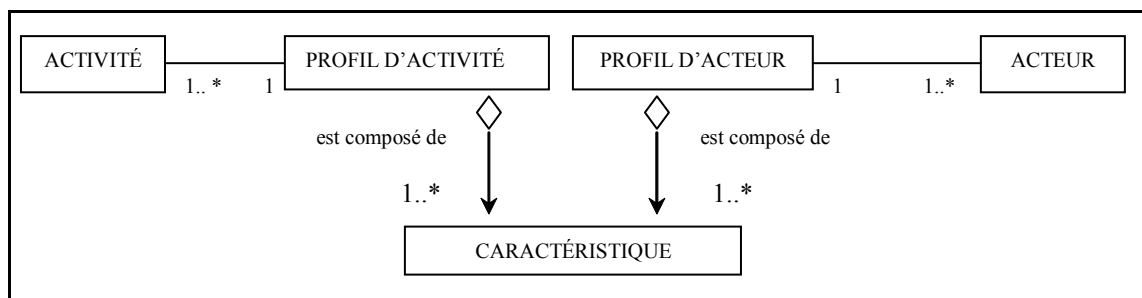 ACTIVITÉ
PROFIL D'ACTIVITÉ
PROFIL D'ACTEUR
ACTEUR
1.. *
1
1
1..*
est composé de
est composé de
1..*
1..*
CARACTÉRISTIQUE